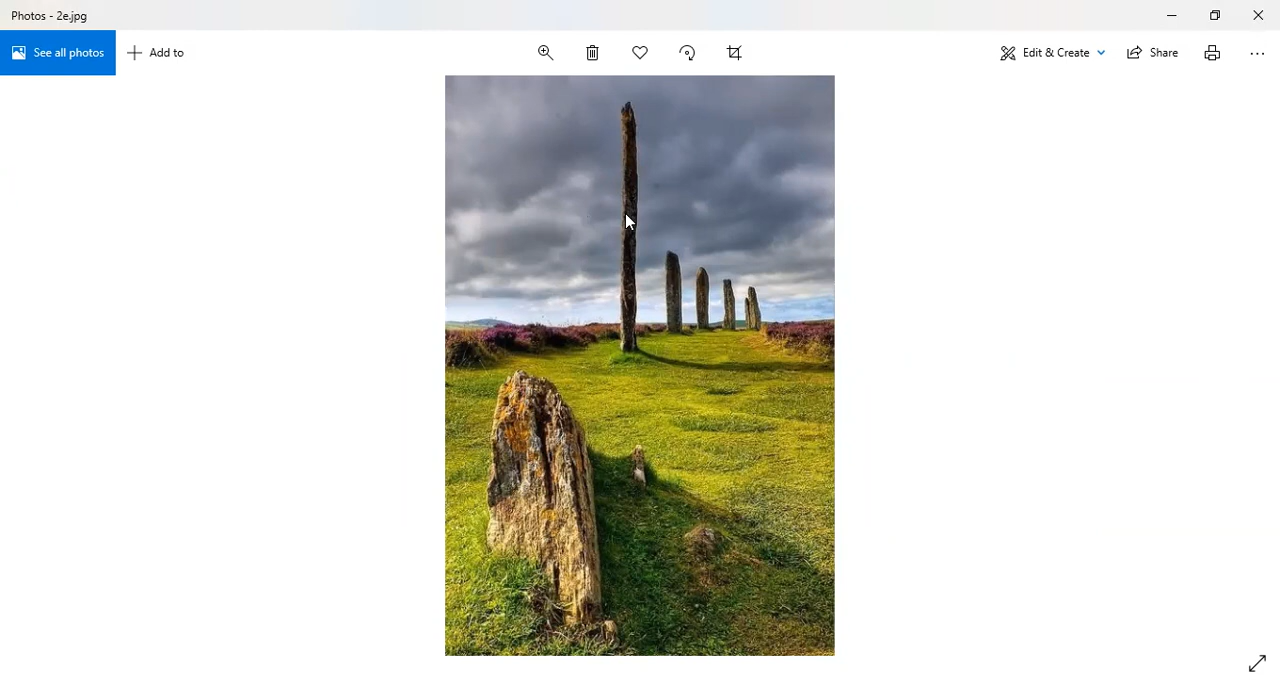 Photos - 2e.jpg
See all photos
Add to
Edit & Create
Share